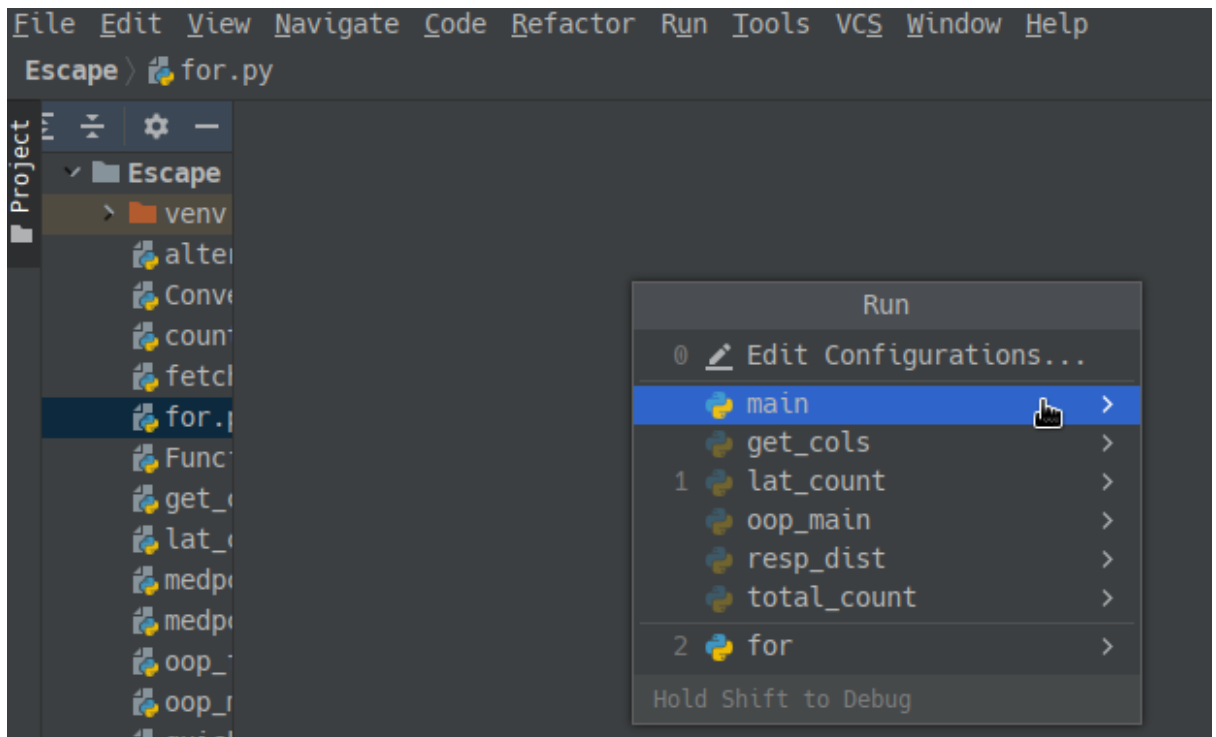 File Edit View Navigate Code Refactor Run Tools VCS Window Help
Escape for.py
Project
Escape
venv
Run
0 Edit Configurations...
main
get_cols
1 lat_count
oop_main
resp_dist
total_count
2 for
Hold Shift to Debug